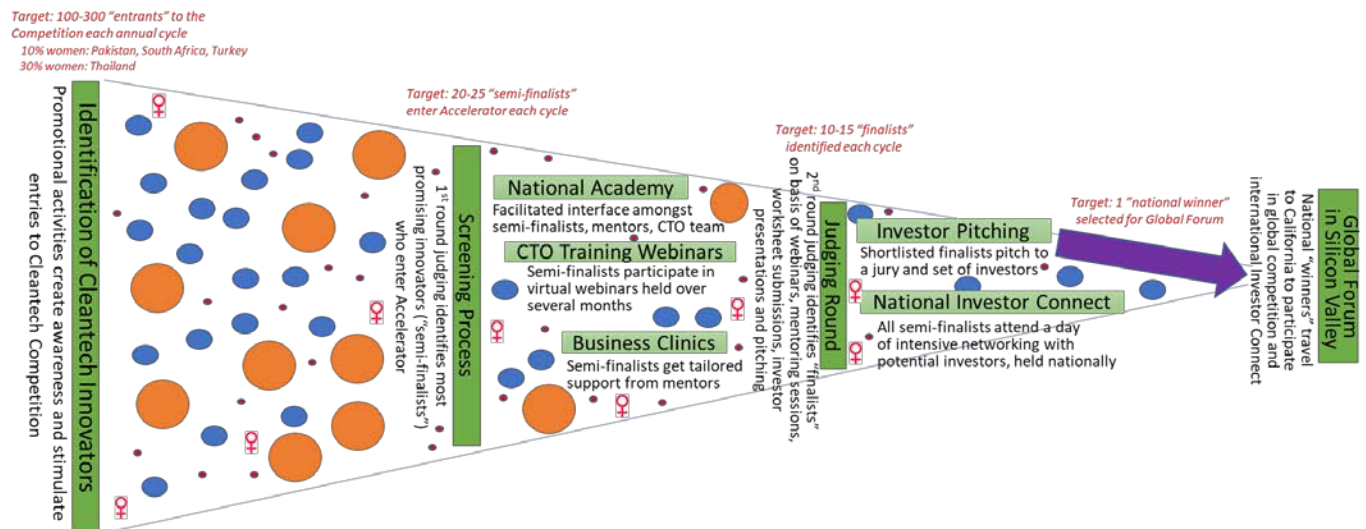 Target: 100-300 “entrants” to the
Competition each annual cycle
10% women: Pakistan, South Africa, Turkey
30% women: Thailand
Identification of Cleantech Innovators
Promotional activities create awareness and stimulate
entries to Cleantech Competition
Target: 20-25 “semi-finalists”
enter Accelerator each cycle
Screening Process
1st round judging identifies most
promising innovators (“semi-finalists”)
who enter Accelerator
National Academy
Facilitated interface amongst
semi-finalists, mentors, CTO team
CTO Training Webinars
Semi-finalists participate in
virtual webinars held over
several months
Business Clinics
Semi-finalists get tailored
support from mentors
Target: 10-15 “finalists”
identified each cycle
Judging Round
2nd round judging identifies “finalists”
on basis of webinars, mentoring sessions,
worksheet submissions, investor
presentations and pitching
Investor Pitching
Shortlisted finalists pitch to
a jury and set of investors
National Investor Connect
All semi-finalists attend a day
of intensive networking with
potential investors, held nationally
Target: 1 “national winner”
selected for Global Forum
Global Forum
in Silicon Valley
National “winners” travel
to California to participate
in global competition and
international Investor Connect